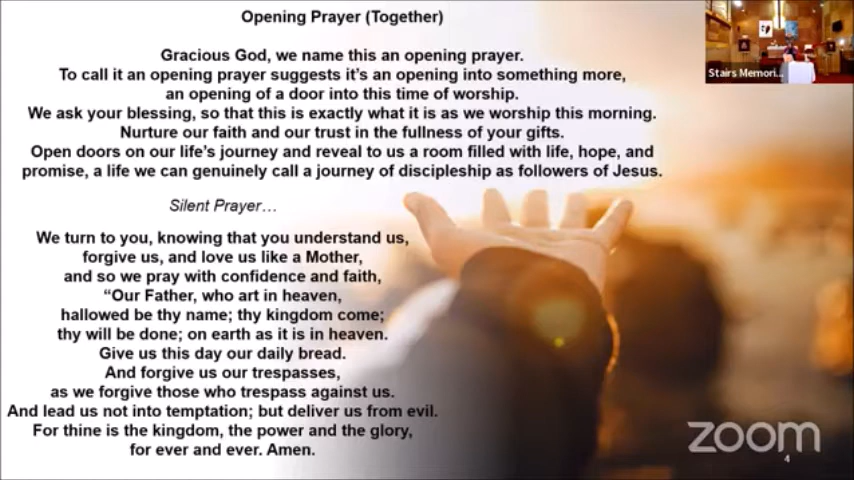 Opening Prayer (Together)
Gracious God, we name this an opening prayer.
To call it an opening prayer suggests it's an opening into something more,
an opening of a door into this time of worship.
We ask your blessing, so that this is exactly what it is as we worship this morning.
Nurture our faith and our trust in the fullness of your gifts.
Open doors on our life's journey and reveal to us a room filled with life, hope, and
promise, a life we can genuinely call a journey of discipleship as followers of Jesus.
Silent Prayer…
We turn to you, knowing that you understand us,
forgive us, and love us like a Mother,
and so we pray with confidence and faith,
“Our Father, who art in heaven,
hallowed be thy name; thy kingdom come;
thy will be done; on earth as it is in heaven.
Give us this day our daily bread.
And forgive us our trespasses,
as we forgive those who trespass against us.
And lead us not into temptation; but deliver us from evil.
For thine is the kingdom, the power and the glory,
for ever and ever. Amen.
Stairs Memori...
zoom
4